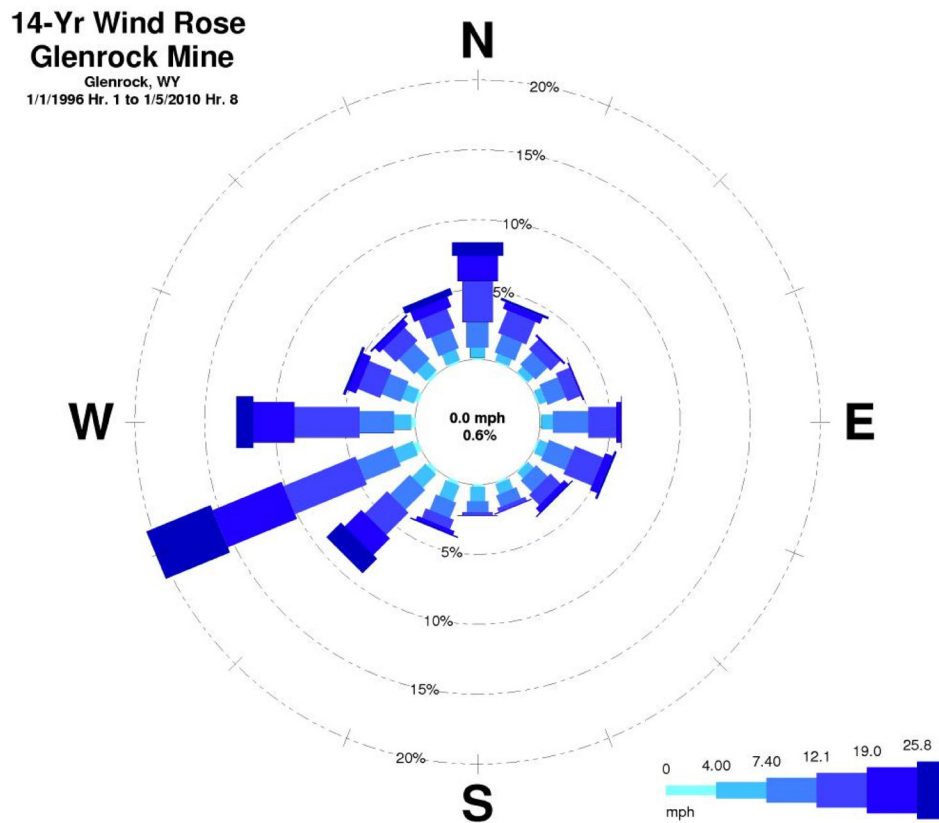 14-Yr Wind Rose
Glenrock Mine
Glenrock, WY
1/1/1996 Hr. 1 to 1/5/2010 Hr. 8
N
20%
15%
10%
5%
W
0.0 mph
0.6%
E
5%
10%
15%
20%
S
0 4.00 7.40 12.1 19.0 25.8
mph